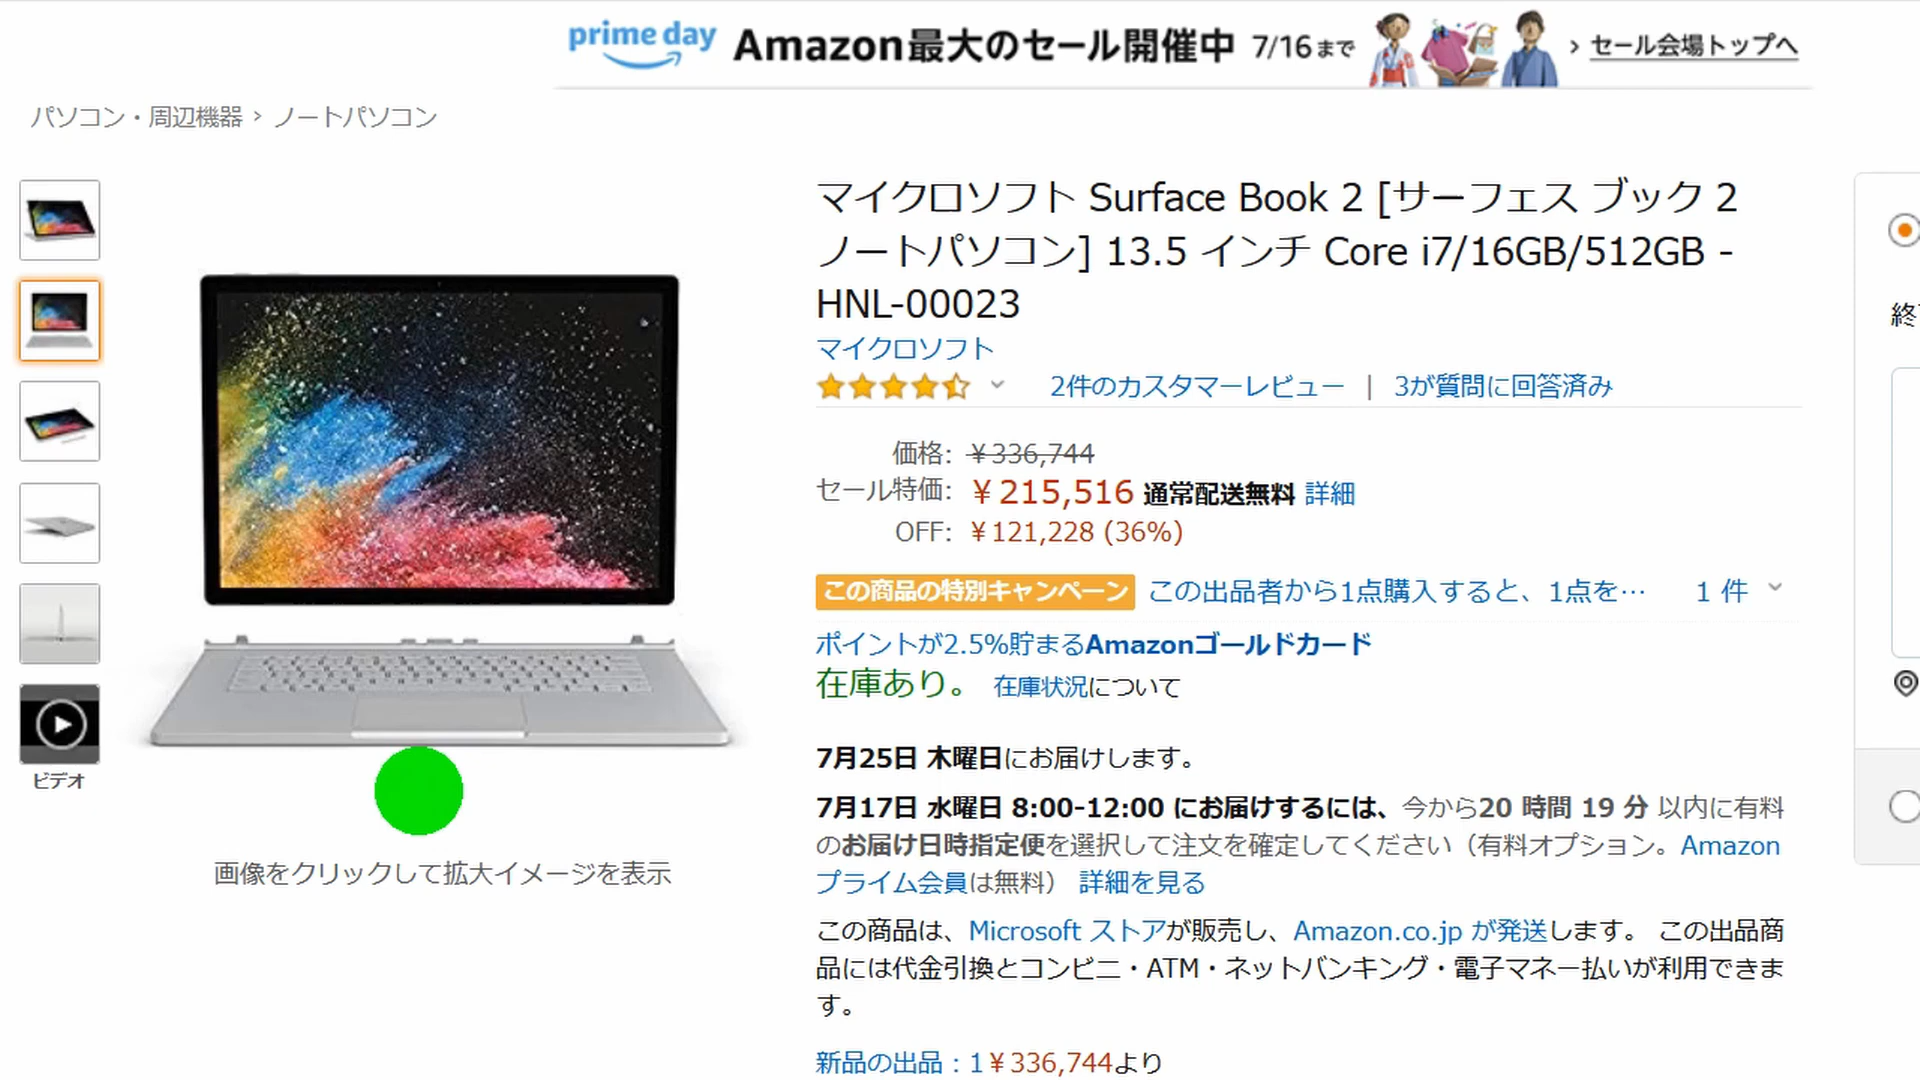 prime day Amazon最大のセール開催中 7/16まで › セール会場トップへ
パソコン・周辺機器 › ノートパソコン
マイクロソフト Surface Book 2 [サーフェス ブック 2
ノートパソコン] 13.5 インチ Core i7/16GB/512GB -
HNL-00023
マイクロソフト
2件のカスタマーレビュー | 3が質問に回答済み
価格: ￥336,744
セール特価: ￥215,516 通常配送無料 詳細
OFF: ￥121,228 (36%)
この商品の特別キャンペーン この出品者から1点購入すると、1点を… 1 件
ポイントが2.5%貯まるAmazonゴールドカード
在庫あり。 在庫状況について
7月25日 木曜日にお届けします。
7月17日 水曜日 8:00-12:00 にお届けするには、今から20 時間 19 分 以内に有料
のお届け日時指定便を選択して注文を確定してください（有料オプション。Amazon
プライム会員は無料） 詳細を見る
この商品は、Microsoft ストアが販売し、Amazon.co.jp が発送します。 この出品商
品には代金引換とコンビニ・ATM・ネットバンキング・電子マネー払いが利用できま
す。
新品の出品：1￥336,744より
ビデオ
画像をクリックして拡大イメージを表示
終